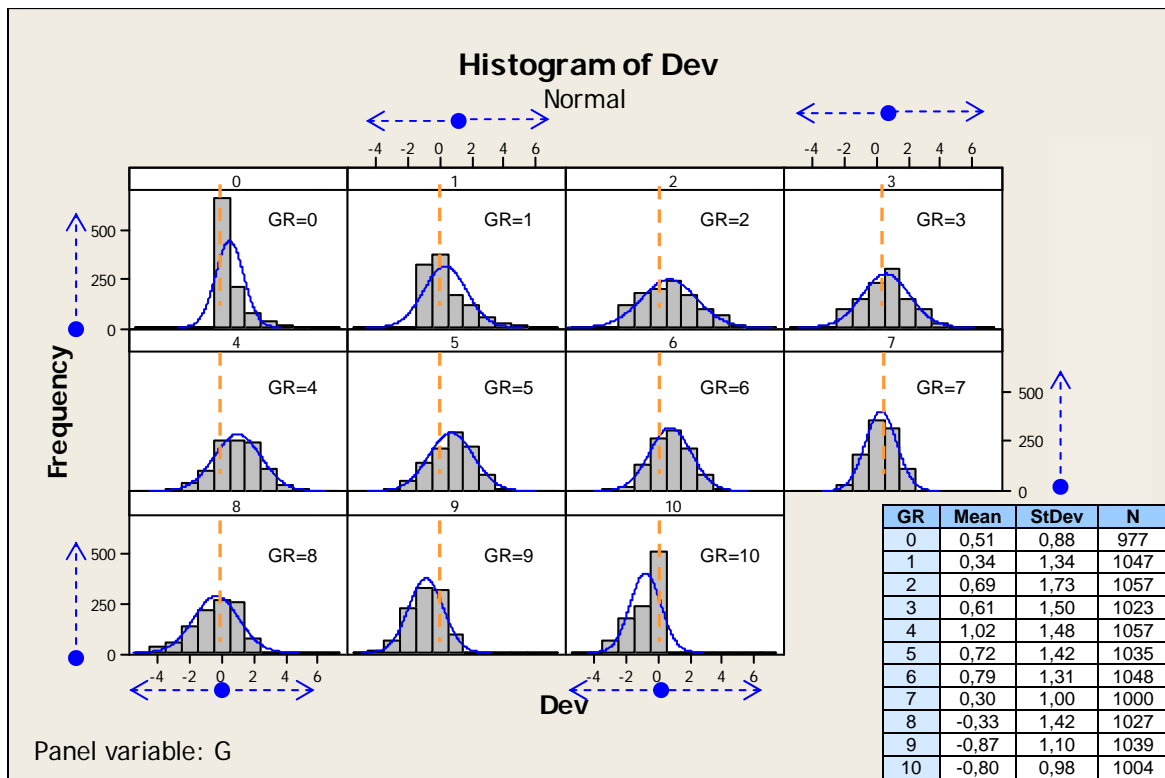 Histogram of Dev
Normal
-4 -2 0 2 4 6
-4 -2 0 2 4 6
0 1 2 3
GR=0 GR=1 GR=2 GR=3
500
250
0
4 5 6 7
GR=4 GR=5 GR=6 GR=7
500
250
0
8 9 10
GR=8 GR=9 GR=10
500
250
0
-4 -2 0 2 4 6
-4 -2 0 2 4 6
Frequency
Dev
GR Mean StDev N
0 0,51 0,88 977
1 0,34 1,34 1047
2 0,69 1,73 1057
3 0,61 1,50 1023
4 1,02 1,48 1057
5 0,72 1,42 1035
6 0,79 1,31 1048
7 0,30 1,00 1000
8 -0,33 1,42 1027
9 -0,87 1,10 1039
10 -0,80 0,98 1004
Panel variable: G